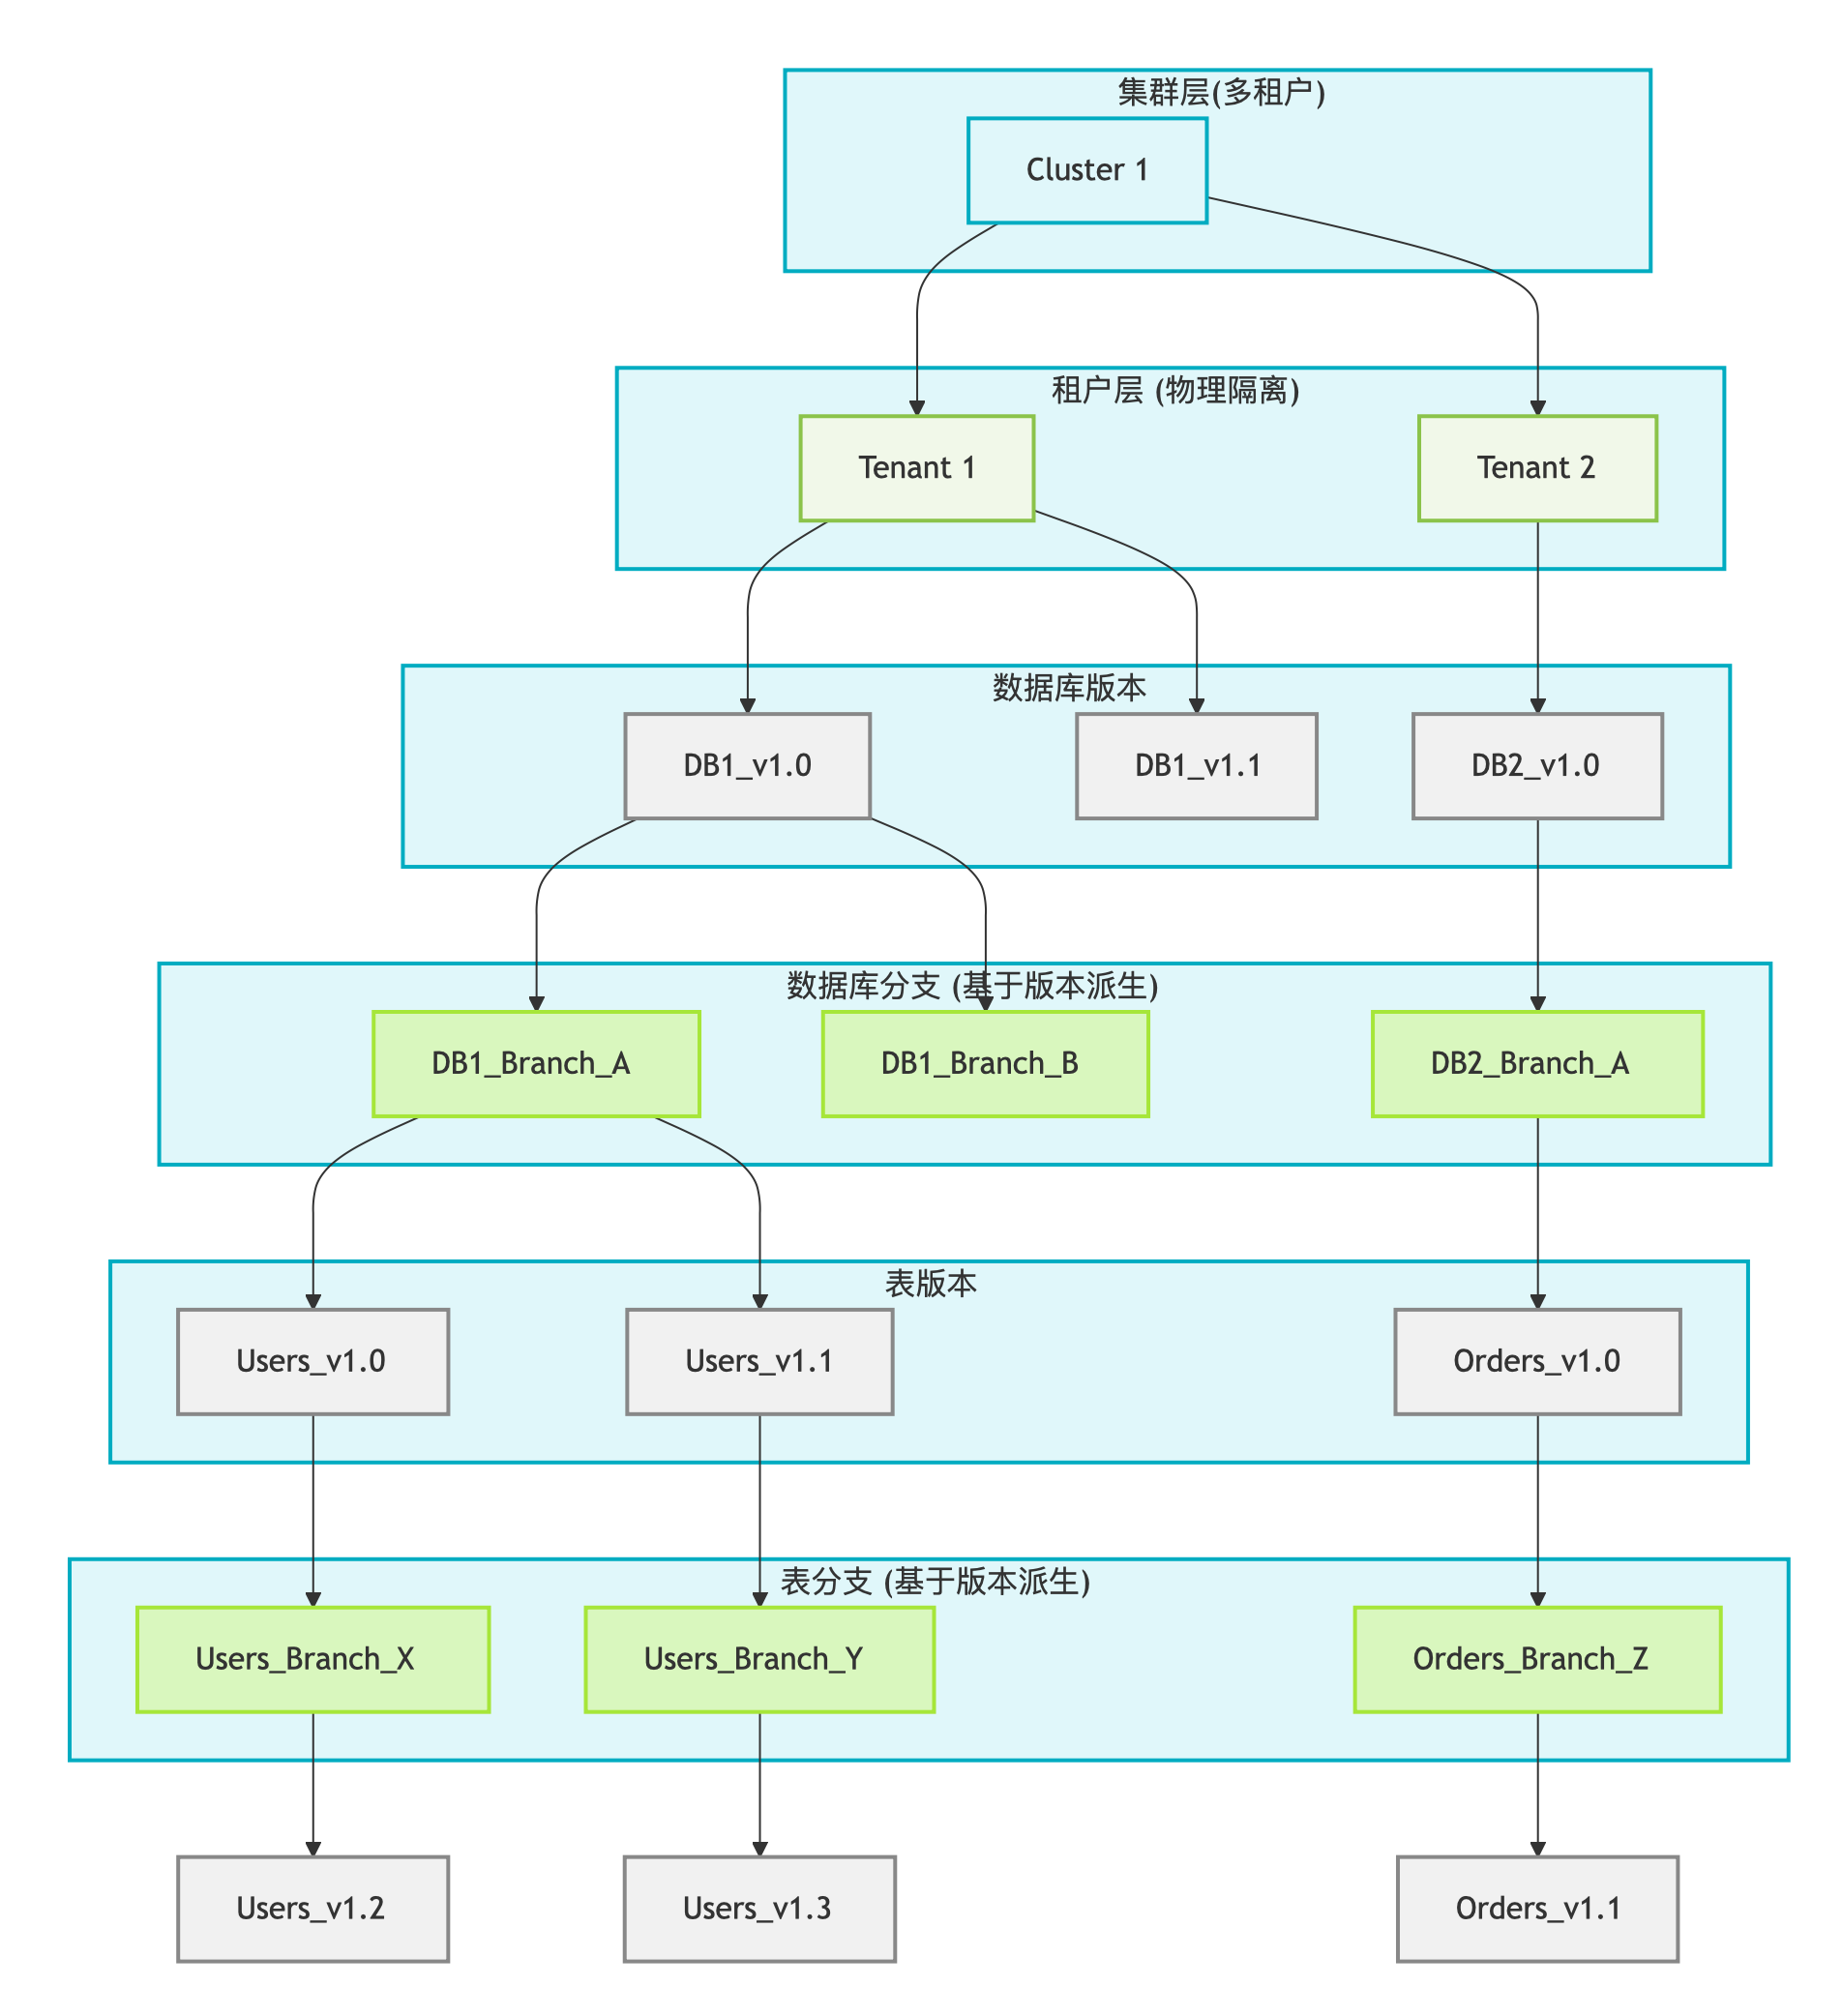 集群层(多租户)
Cluster 1
租户层 (物理隔离)
Tenant 1
Tenant 2
数据库版本
DB1_v1.0
DB1_v1.1
DB2_v1.0
数据库分支 (基于版本派生)
DB1_Branch_A
DB1_Branch_B
DB2_Branch_A
表版本
Users_v1.0
Users_v1.1
Orders_v1.0
表分支 (基于版本派生)
Users_Branch_X
Users_Branch_Y
Orders_Branch_Z
Users_v1.2
Users_v1.3
Orders_v1.1